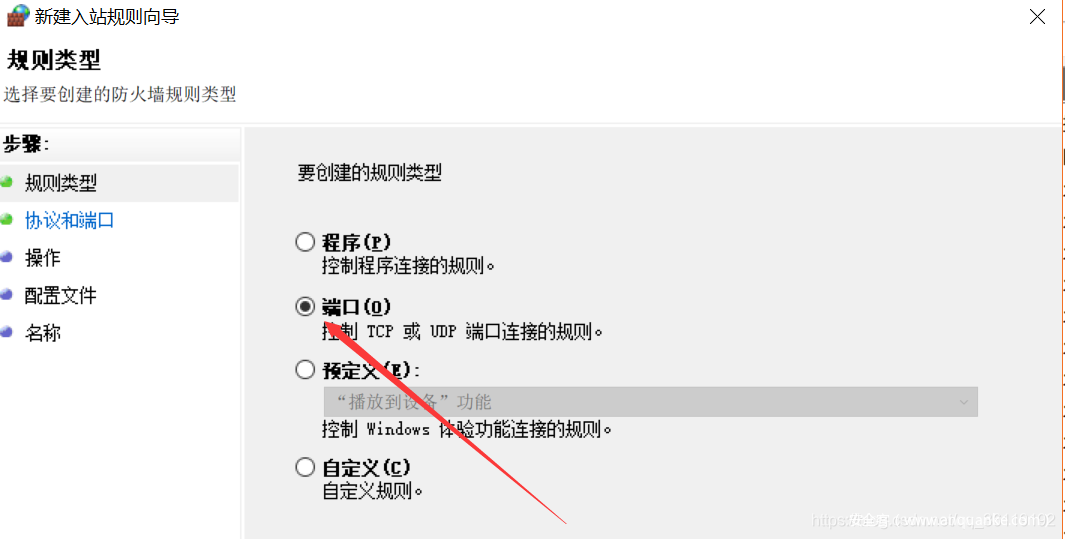 新建入站规则向导
规则类型
选择要创建的防火墙规则类型
步骤:
规则类型
协议和端口
操作
配置文件
名称
要创建的规则类型
程序(P)
控制程序连接的规则。
端口(O)
控制 TCP 或 UDP 端口连接的规则。
预定义(E):
“播放到设备”功能
控制 Windows 体验功能连接的规则。
自定义(C)
自定义规则。